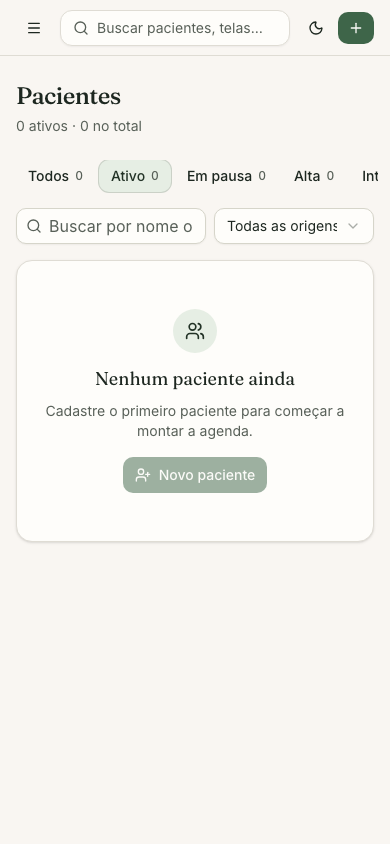 Buscar pacientes, telas...
Pacientes
0 ativos · 0 no total
Todos 0 Ativo 0 Em pausa 0 Alta 0 Int
Buscar por nome o Todas as origens
Nenhum paciente ainda
Cadastre o primeiro paciente para começar a
montar a agenda.
Novo paciente